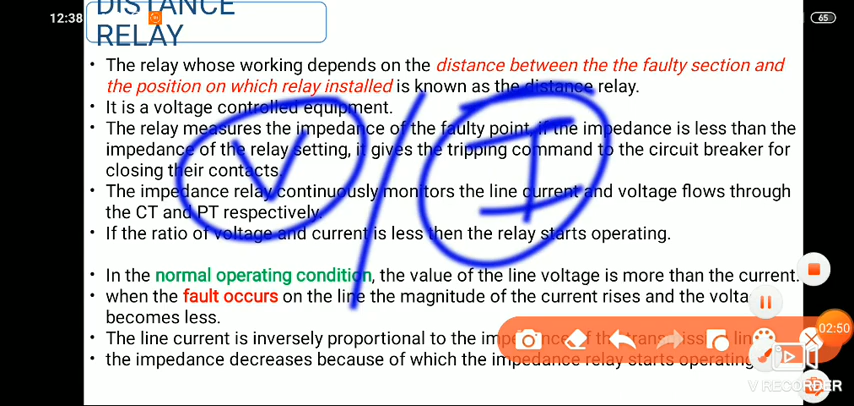 12:38
65
DISTANCE
RELAY
• The relay whose working depends on the distance between the the faulty section and
the position on which relay installed is known as the distance relay.
• It is a voltage controlled equipment.
• The relay measures the impedance of the faulty point, if the impedance is less than the
impedance of the relay setting, it gives the tripping command to the circuit breaker for
closing their contacts.
• The impedance relay continuously monitors the line current and voltage flows through
the CT and PT respectively.
• If the ratio of voltage and current is less then the relay starts operating.
V / I
• In the normal operating condition, the value of the line voltage is more than the current.
• when the fault occurs on the line the magnitude of the current rises and the volta
becomes less.
02:50
• The line current is inversely proportional to the impedance of the transmission lin
• the impedance decreases because of which the impedance relay starts operating
V RECORDER